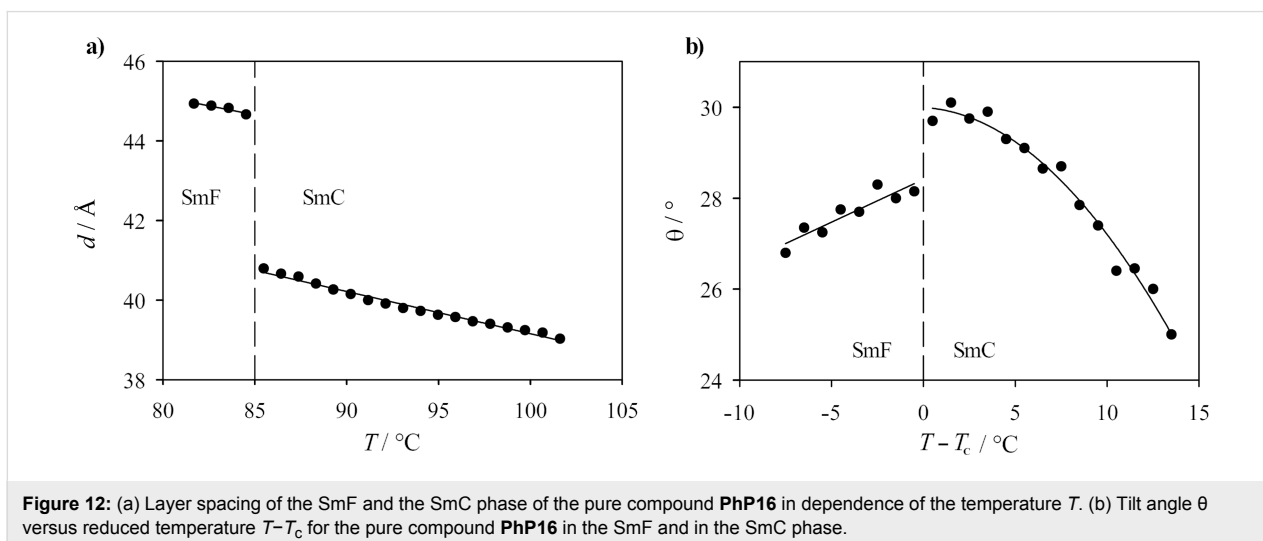 a)
46
44
42
40
38
d / Å
SmF
SmC
80
85
90
95
100
105
T / °C
b)
30
28
26
24
θ / °
SmF
SmC
−10
−5
0
5
10
15
T − Tc / °C
Figure 12: (a) Layer spacing of the SmF and the SmC phase of the pure compound PhP16 in dependence of the temperature T. (b) Tilt angle θ
versus reduced temperature T−Tc for the pure compound PhP16 in the SmF and in the SmC phase.